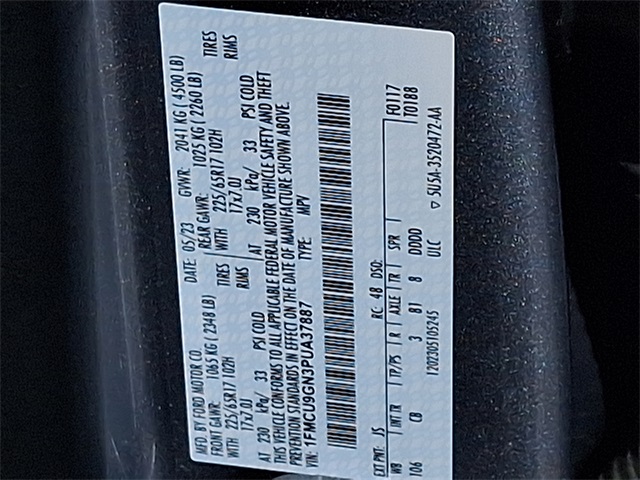 MFD. BY FORD MOTOR CO.
DATE: 05/23 GVWR: 2041 KG ( 4500 LB)
FRONT GAWR: 1065 KG ( 2348 LB) REAR GAWR: 1025 KG ( 2260 LB)
WITH 225/65R17 102H TIRES WITH 225/65R17 102H TIRES
17x7.0J RIMS 17x7.0J RIMS
AT 230 kPa/ 33 PSI COLD AT 230 kPa/ 33 PSI COLD
THIS VEHICLE CONFORMS TO ALL APPLICABLE FEDERAL MOTOR VEHICLE SAFETY AND THEFT
PREVENTION STANDARDS IN EFFECT ON THE DATE OF MANUFACTURE SHOWN ABOVE.
VIN: 1FMCU9GN3PUA37887 TYPE: MPV
EXT PNT: JS RC: 48 DSO: F0117
WB INT TR TP/PS R AXLE TR SPR T0188
106 CB 3 81 8 DDDD
1202305105245 ULC 5U5A-3520472-AA